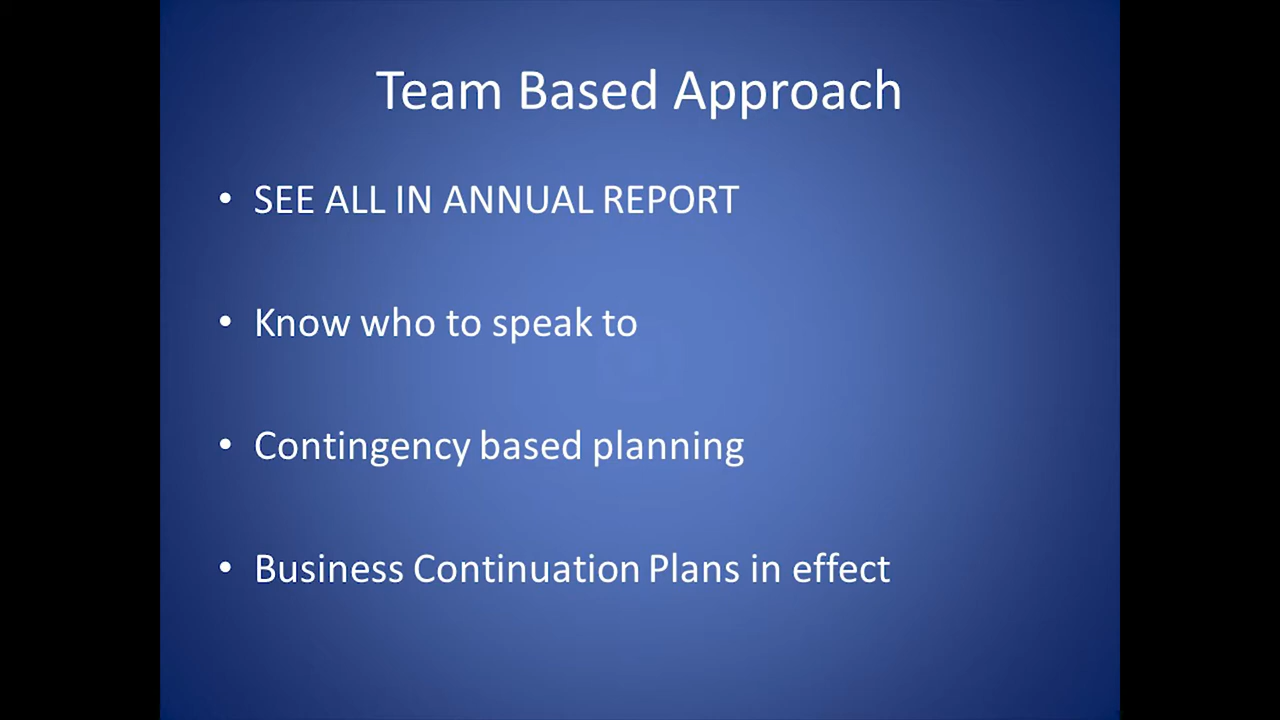 Team Based Approach
• SEE ALL IN ANNUAL REPORT
• Know who to speak to
• Contingency based planning
• Business Continuation Plans in effect